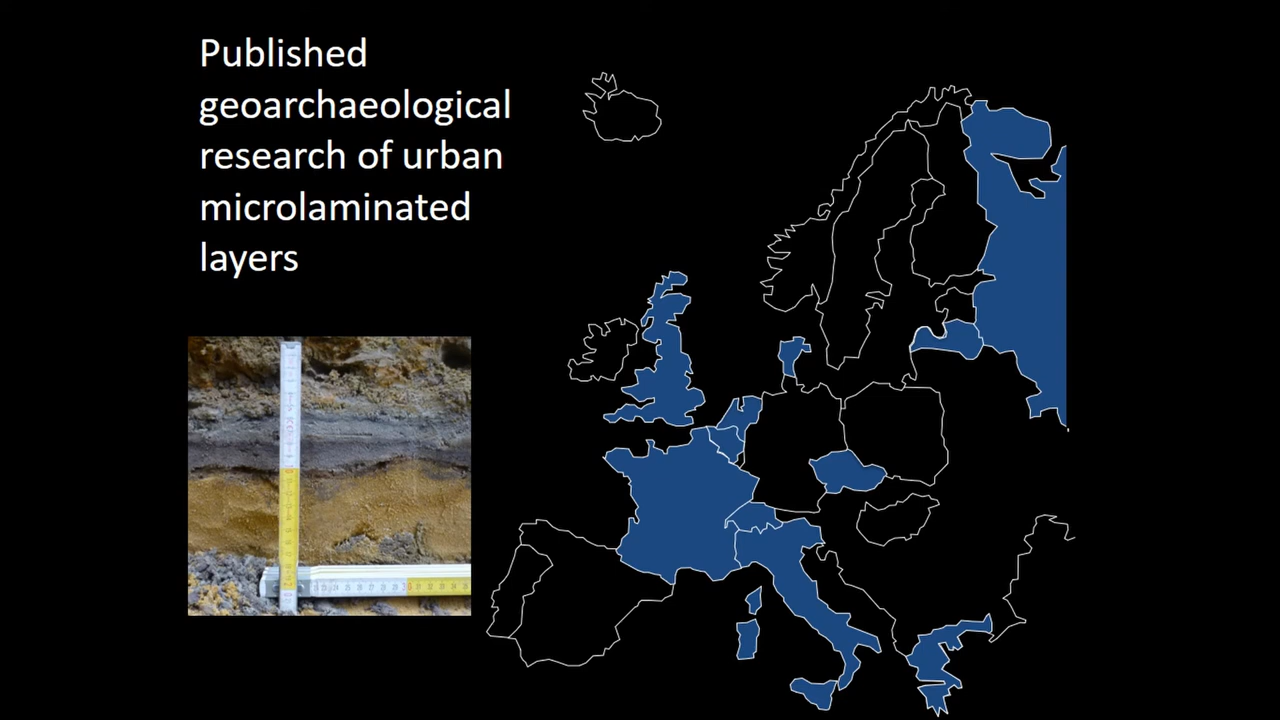 Published
geoarchaeological
research of urban
microlaminated
layers